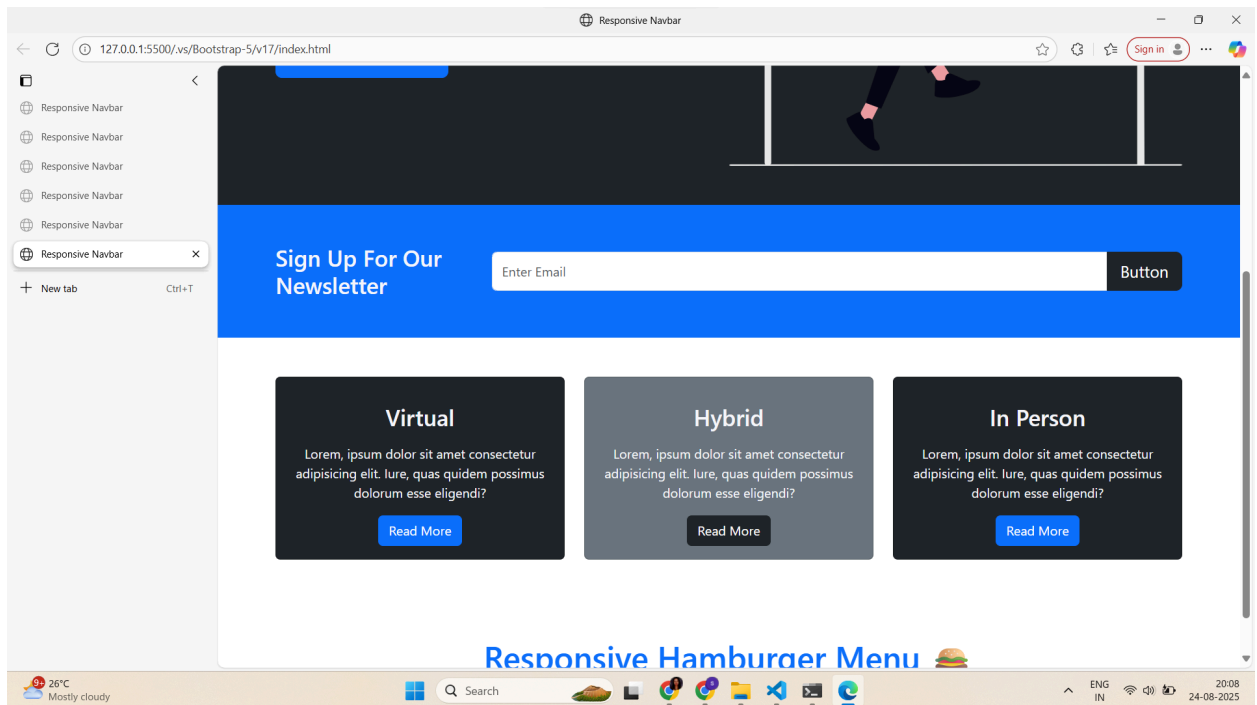 Responsive Navbar
127.0.0.1:5500/.vs/Bootstrap-5/v17/index.html
Sign in
Responsive Navbar
Responsive Navbar
Responsive Navbar
Responsive Navbar
Responsive Navbar
Responsive Navbar
New tab Ctrl+T
Sign Up For Our
Newsletter
Enter Email
Button
Virtual
Lorem, ipsum dolor sit amet consectetur
adipisicing elit. Iure, quas quidem possimus
dolorum esse eligendi?
Read More
Hybrid
Lorem, ipsum dolor sit amet consectetur
adipisicing elit. Iure, quas quidem possimus
dolorum esse eligendi?
Read More
In Person
Lorem, ipsum dolor sit amet consectetur
adipisicing elit. Iure, quas quidem possimus
dolorum esse eligendi?
Read More
Responsive Hamburger Menu 🍔
9+
26°C
Mostly cloudy
Search
ENG
IN
20:08
24-08-2025